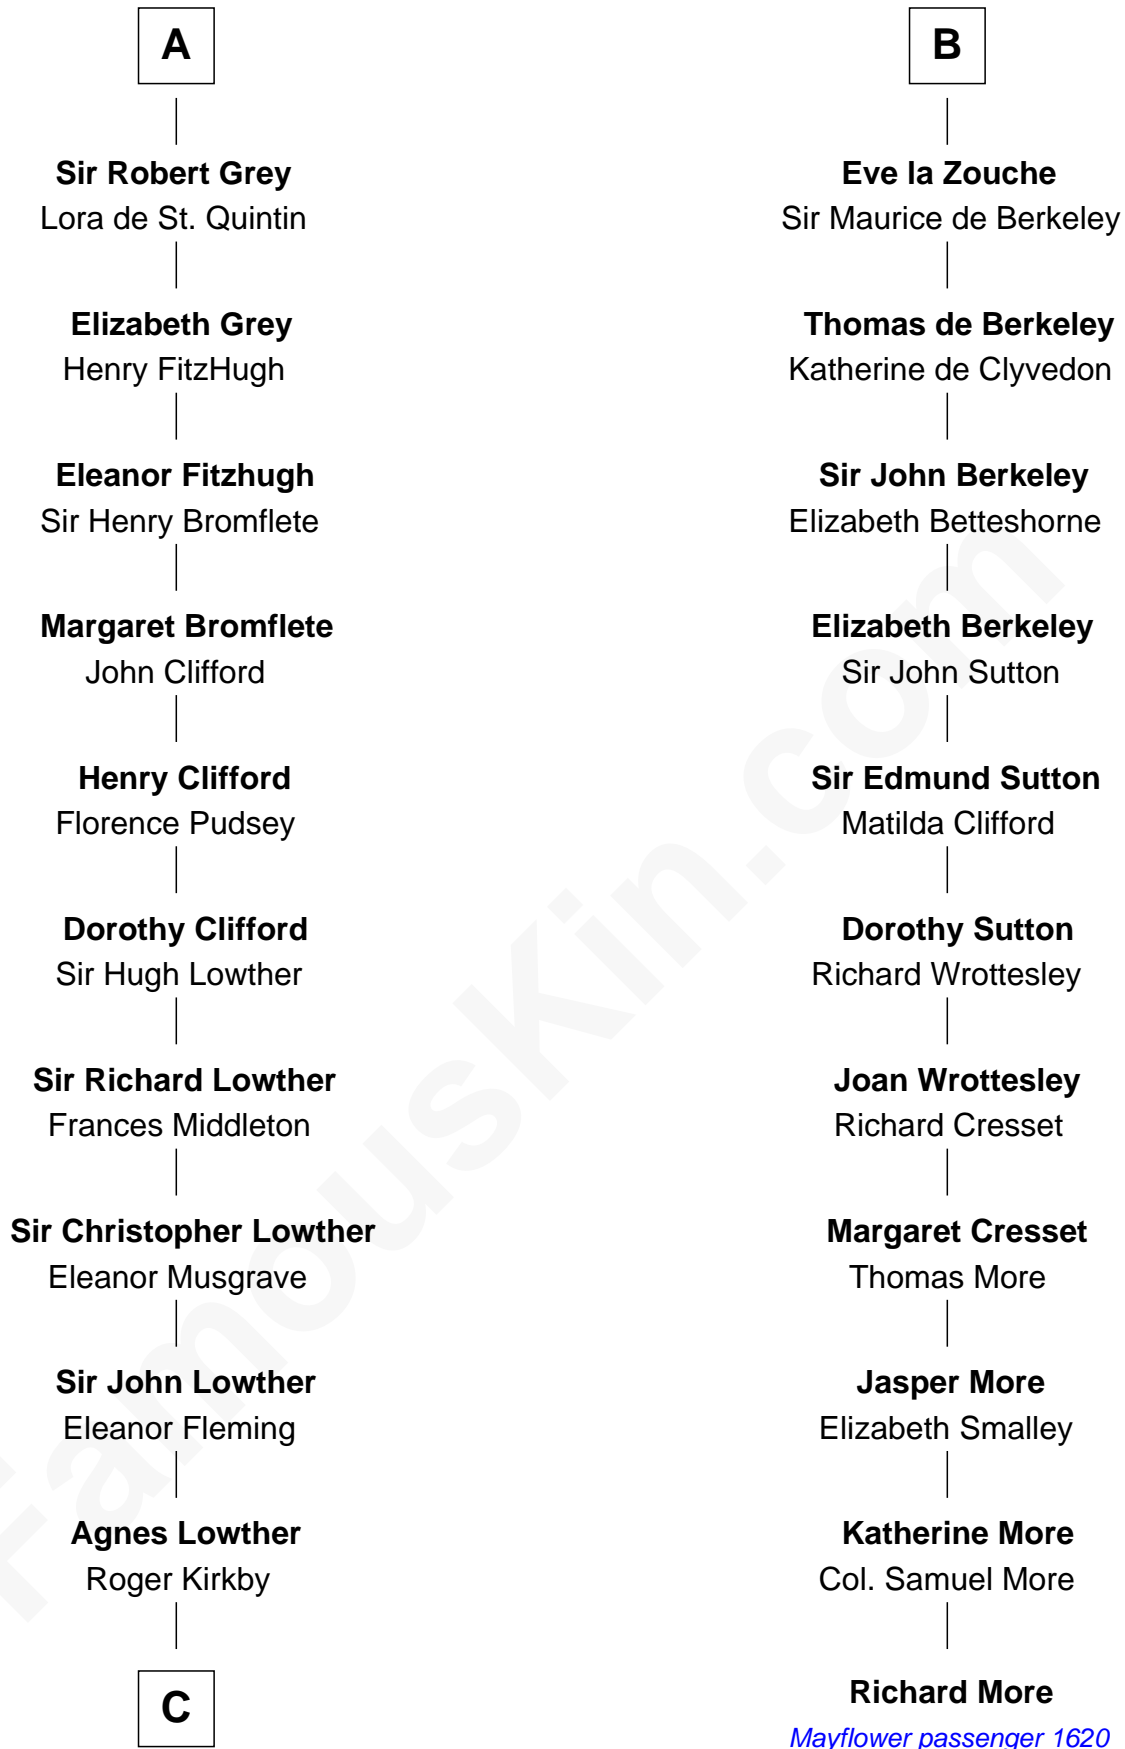 A
Sir Robert Grey
Lora de St. Quintin
Elizabeth Grey
Henry FitzHugh
Eleanor Fitzhugh
Sir Henry Bromflete
Margaret Bromflete
John Clifford
Henry Clifford
Florence Pudsey
Dorothy Clifford
Sir Hugh Lowther
Sir Richard Lowther
Frances Middleton
Sir Christopher Lowther
Eleanor Musgrave
Sir John Lowther
Eleanor Fleming
Agnes Lowther
Roger Kirkby
C
B
Eve la Zouche
Sir Maurice de Berkeley
Thomas de Berkeley
Katherine de Clyvedon
Sir John Berkeley
Elizabeth Betteshorne
Elizabeth Berkeley
Sir John Sutton
Sir Edmund Sutton
Matilda Clifford
Dorothy Sutton
Richard Wrottesley
Joan Wrottesley
Richard Cresset
Margaret Cresset
Thomas More
Jasper More
Elizabeth Smalley
Katherine More
Col. Samuel More
Richard More
Mayflower passenger 1620
FamousKin.com